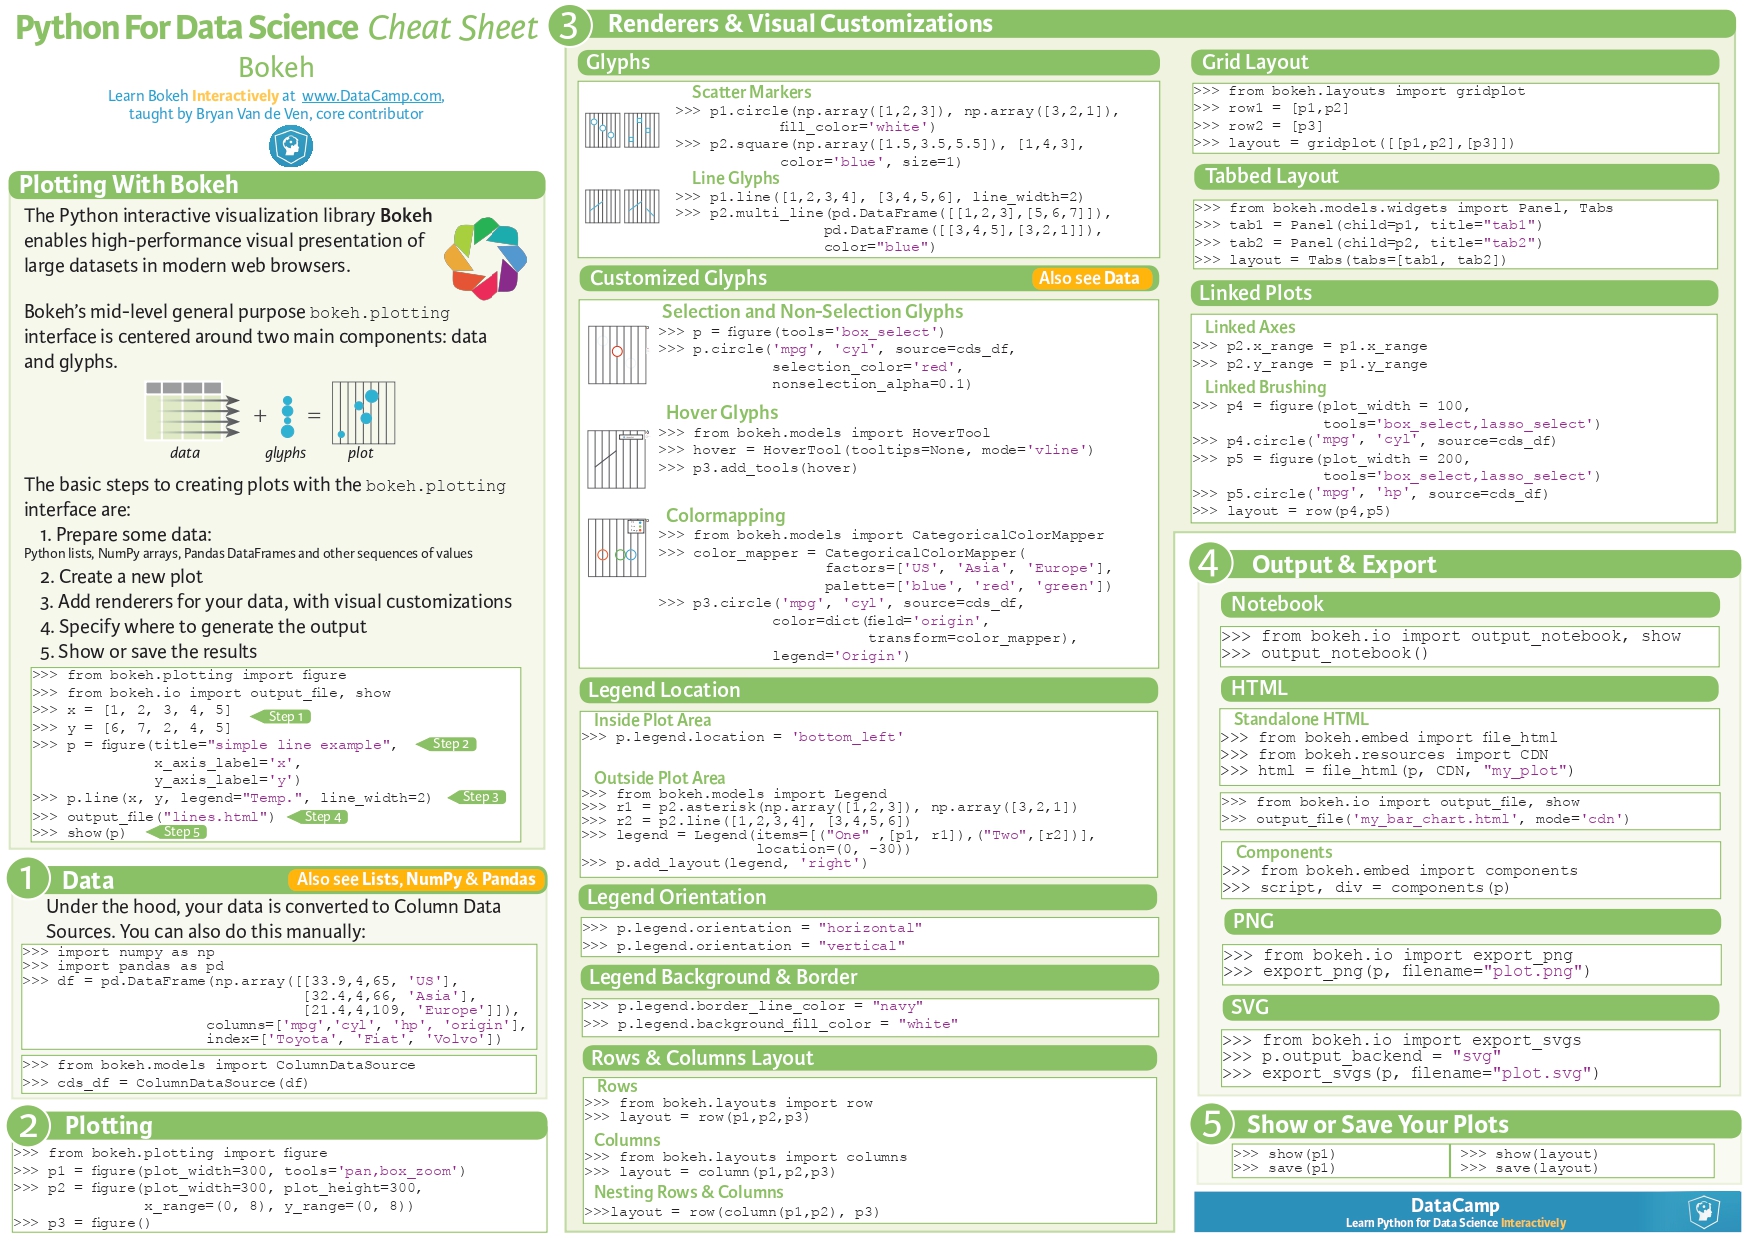 Python For Data Science Cheat Sheet
Bokeh
Learn Bokeh Interactively at www.DataCamp.com,
taught by Bryan Van de Ven, core contributor
Plotting With Bokeh
The Python interactive visualization library Bokeh
enables high-performance visual presentation of
large datasets in modern web browsers.
Bokeh's mid-level general purpose bokeh.plotting
interface is centered around two main components: data
and glyphs.
+ =
data glyphs plot
The basic steps to creating plots with the bokeh.plotting
interface are:
1. Prepare some data:
Python lists, NumPy arrays, Pandas DataFrames and other sequences of values
2. Create a new plot
3. Add renderers for your data, with visual customizations
4. Specify where to generate the output
5. Show or save the results
>>> from bokeh.plotting import figure
>>> from bokeh.io import output_file, show
>>> x = [1, 2, 3, 4, 5]
Step 1
>>> y = [6, 7, 2, 4, 5]
>>> p = figure(title="simple line example", Step 2
x_axis_label='x',
y_axis_label='y')
>>> p.line(x, y, legend="Temp.", line_width=2) Step 3
>>> output_file("lines.html") Step 4
>>> show(p) Step 5
1 Data Also see Lists, NumPy & Pandas
Under the hood, your data is converted to Column Data
Sources. You can also do this manually:
>>> import numpy as np
>>> import pandas as pd
>>> df = pd.DataFrame(np.array([[33.9,4,65, 'US'],
[32.4,4,66, 'Asia'],
[21.4,4,109, 'Europe']]),
columns=['mpg','cyl', 'hp', 'origin'],
index=['Toyota', 'Fiat', 'Volvo'])
>>> from bokeh.models import ColumnDataSource
>>> cds_df = ColumnDataSource(df)
2 Plotting
>>> from bokeh.plotting import figure
>>> p1 = figure(plot_width=300, tools='pan,box_zoom')
>>> p2 = figure(plot_width=300, plot_height=300,
x_range=(0, 8), y_range=(0, 8))
>>> p3 = figure()
3 Renderers & Visual Customizations
Glyphs
Scatter Markers
>>> p1.circle(np.array([1,2,3]), np.array([3,2,1]),
fill_color='white')
>>> p2.square(np.array([1.5,3.5,5.5]), [1,4,3],
color='blue', size=1)
Line Glyphs
>>> p1.line([1,2,3,4], [3,4,5,6], line_width=2)
>>> p2.multi_line(pd.DataFrame([[1,2,3],[5,6,7]]),
pd.DataFrame([[3,4,5],[3,2,1]]),
color="blue")
Customized Glyphs Also see Data
Selection and Non-Selection Glyphs
>>> p = figure(tools='box_select')
>>> p.circle('mpg', 'cyl', source=cds_df,
selection_color='red',
nonselection_alpha=0.1)
Hover Glyphs
>>> from bokeh.models import HoverTool
>>> hover = HoverTool(tooltips=None, mode='vline')
>>> p3.add_tools(hover)
Colormapping
>>> from bokeh.models import CategoricalColorMapper
>>> color_mapper = CategoricalColorMapper(
factors=['US', 'Asia', 'Europe'],
palette=['blue', 'red', 'green'])
>>> p3.circle('mpg', 'cyl', source=cds_df,
color=dict(field='origin',
transform=color_mapper),
legend='Origin')
Legend Location
Inside Plot Area
>>> p.legend.location = 'bottom_left'
Outside Plot Area
>>> from bokeh.models import Legend
>>> r1 = p2.asterisk(np.array([1,2,3]), np.array([3,2,1])
>>> r2 = p2.line([1,2,3,4], [3,4,5,6])
>>> legend = Legend(items=[("One" ,[p1, r1]),("Two",[r2])],
location=(0, -30))
>>> p.add_layout(legend, 'right')
Legend Orientation
>>> p.legend.orientation = "horizontal"
>>> p.legend.orientation = "vertical"
Legend Background & Border
>>> p.legend.border_line_color = "navy"
>>> p.legend.background_fill_color = "white"
Rows & Columns Layout
Rows
>>> from bokeh.layouts import row
>>> layout = row(p1,p2,p3)
Columns
>>> from bokeh.layouts import columns
>>> layout = column(p1,p2,p3)
Nesting Rows & Columns
>>>layout = row(column(p1,p2), p3)
Grid Layout
>>> from bokeh.layouts import gridplot
>>> row1 = [p1,p2]
>>> row2 = [p3]
>>> layout = gridplot([[p1,p2],[p3]])
Tabbed Layout
>>> from bokeh.models.widgets import Panel, Tabs
>>> tab1 = Panel(child=p1, title="tab1")
>>> tab2 = Panel(child=p2, title="tab2")
>>> layout = Tabs(tabs=[tab1, tab2])
Linked Plots
Linked Axes
>>> p2.x_range = p1.x_range
>>> p2.y_range = p1.y_range
Linked Brushing
>>> p4 = figure(plot_width = 100,
tools='box_select,lasso_select')
>>> p4.circle('mpg', 'cyl', source=cds_df)
>>> p5 = figure(plot_width = 200,
tools='box_select,lasso_select')
>>> p5.circle('mpg', 'hp', source=cds_df)
>>> layout = row(p4,p5)
4 Output & Export
Notebook
>>> from bokeh.io import output_notebook, show
>>> output_notebook()
HTML
Standalone HTML
>>> from bokeh.embed import file_html
>>> from bokeh.resources import CDN
>>> html = file_html(p, CDN, "my_plot")
>>> from bokeh.io import output_file, show
>>> output_file('my_bar_chart.html', mode='cdn')
Components
>>> from bokeh.embed import components
>>> script, div = components(p)
PNG
>>> from bokeh.io import export_png
>>> export_png(p, filename="plot.png")
SVG
>>> from bokeh.io import export_svgs
>>> p.output_backend = "svg"
>>> export_svgs(p, filename="plot.svg")
5 Show or Save Your Plots
>>> show(p1) >>> show(layout)
>>> save(p1) >>> save(layout)
DataCamp
Learn Python for Data Science Interactively